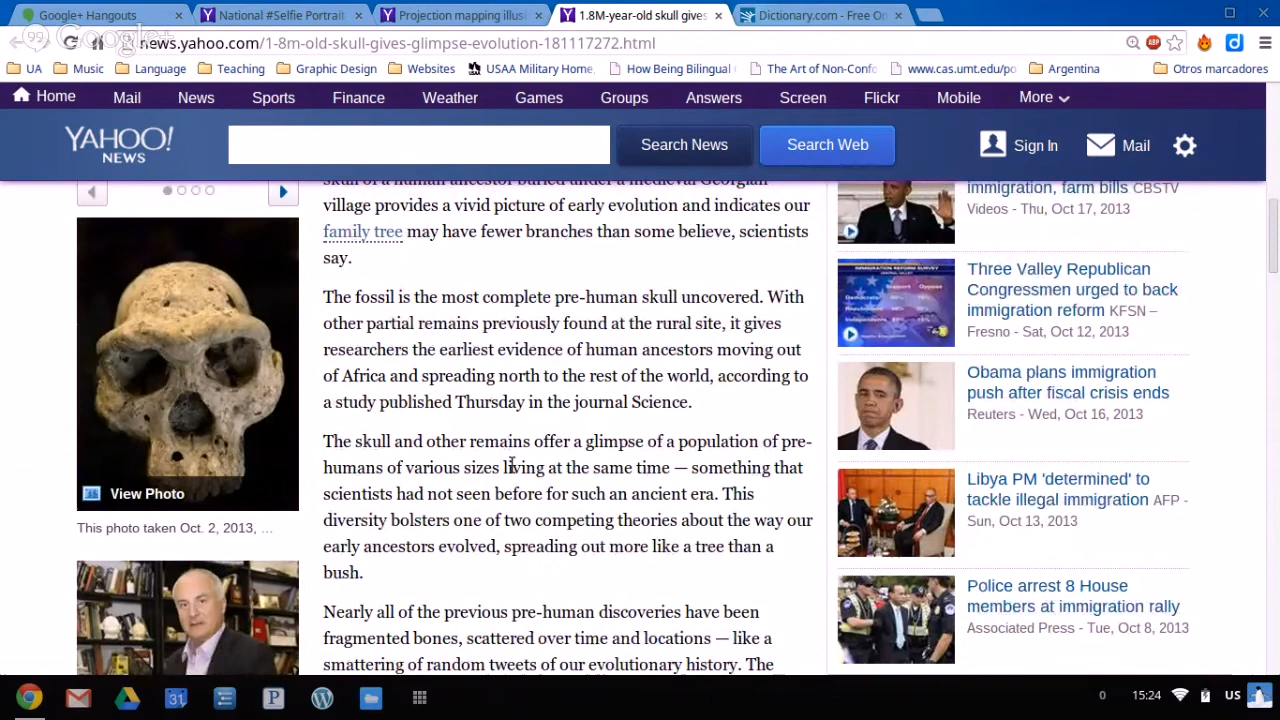 Google+ Hangouts
National #Selfie Portrait
Projection mapping illus
1.8M-year-old skull gives
Dictionary.com - Free On
Google+
news.yahoo.com/1-8m-old-skull-gives-glimpse-evolution-181117272.html
UA
Music
Language
Teaching
Graphic Design
Websites
USAA Military Home,
How Being Bilingual
The Art of Non-Confo
www.cas.umt.edu/po
Argentina
Otros marcadores
Home
Mail
News
Sports
Finance
Weather
Games
Groups
Answers
Screen
Flickr
Mobile
More
YAHOO!
NEWS
Search News
Search Web
Sign In
Mail
skull of a human ancestor buried under a medieval Georgian
village provides a vivid picture of early evolution and indicates our
family tree may have fewer branches than some believe, scientists
say.
The fossil is the most complete pre-human skull uncovered. With
other partial remains previously found at the rural site, it gives
researchers the earliest evidence of human ancestors moving out
of Africa and spreading north to the rest of the world, according to
a study published Thursday in the journal Science.
The skull and other remains offer a glimpse of a population of pre-
humans of various sizes living at the same time — something that
scientists had not seen before for such an ancient era. This
diversity bolsters one of two competing theories about the way our
early ancestors evolved, spreading out more like a tree than a
bush.
Nearly all of the previous pre-human discoveries have been
fragmented bones, scattered over time and locations — like a
smattering of random tweets of our evolutionary history. The
View Photo
This photo taken Oct. 2, 2013, ...
immigration, farm bills CBSTV
Videos - Thu, Oct 17, 2013
Three Valley Republican
Congressmen urged to back
immigration reform KFSN –
Fresno - Sat, Oct 12, 2013
Obama plans immigration
push after fiscal crisis ends
Reuters - Wed, Oct 16, 2013
Libya PM 'determined' to
tackle illegal immigration AFP -
Sun, Oct 13, 2013
Police arrest 8 House
members at immigration rally
Associated Press - Tue, Oct 8, 2013
0
15:24
US